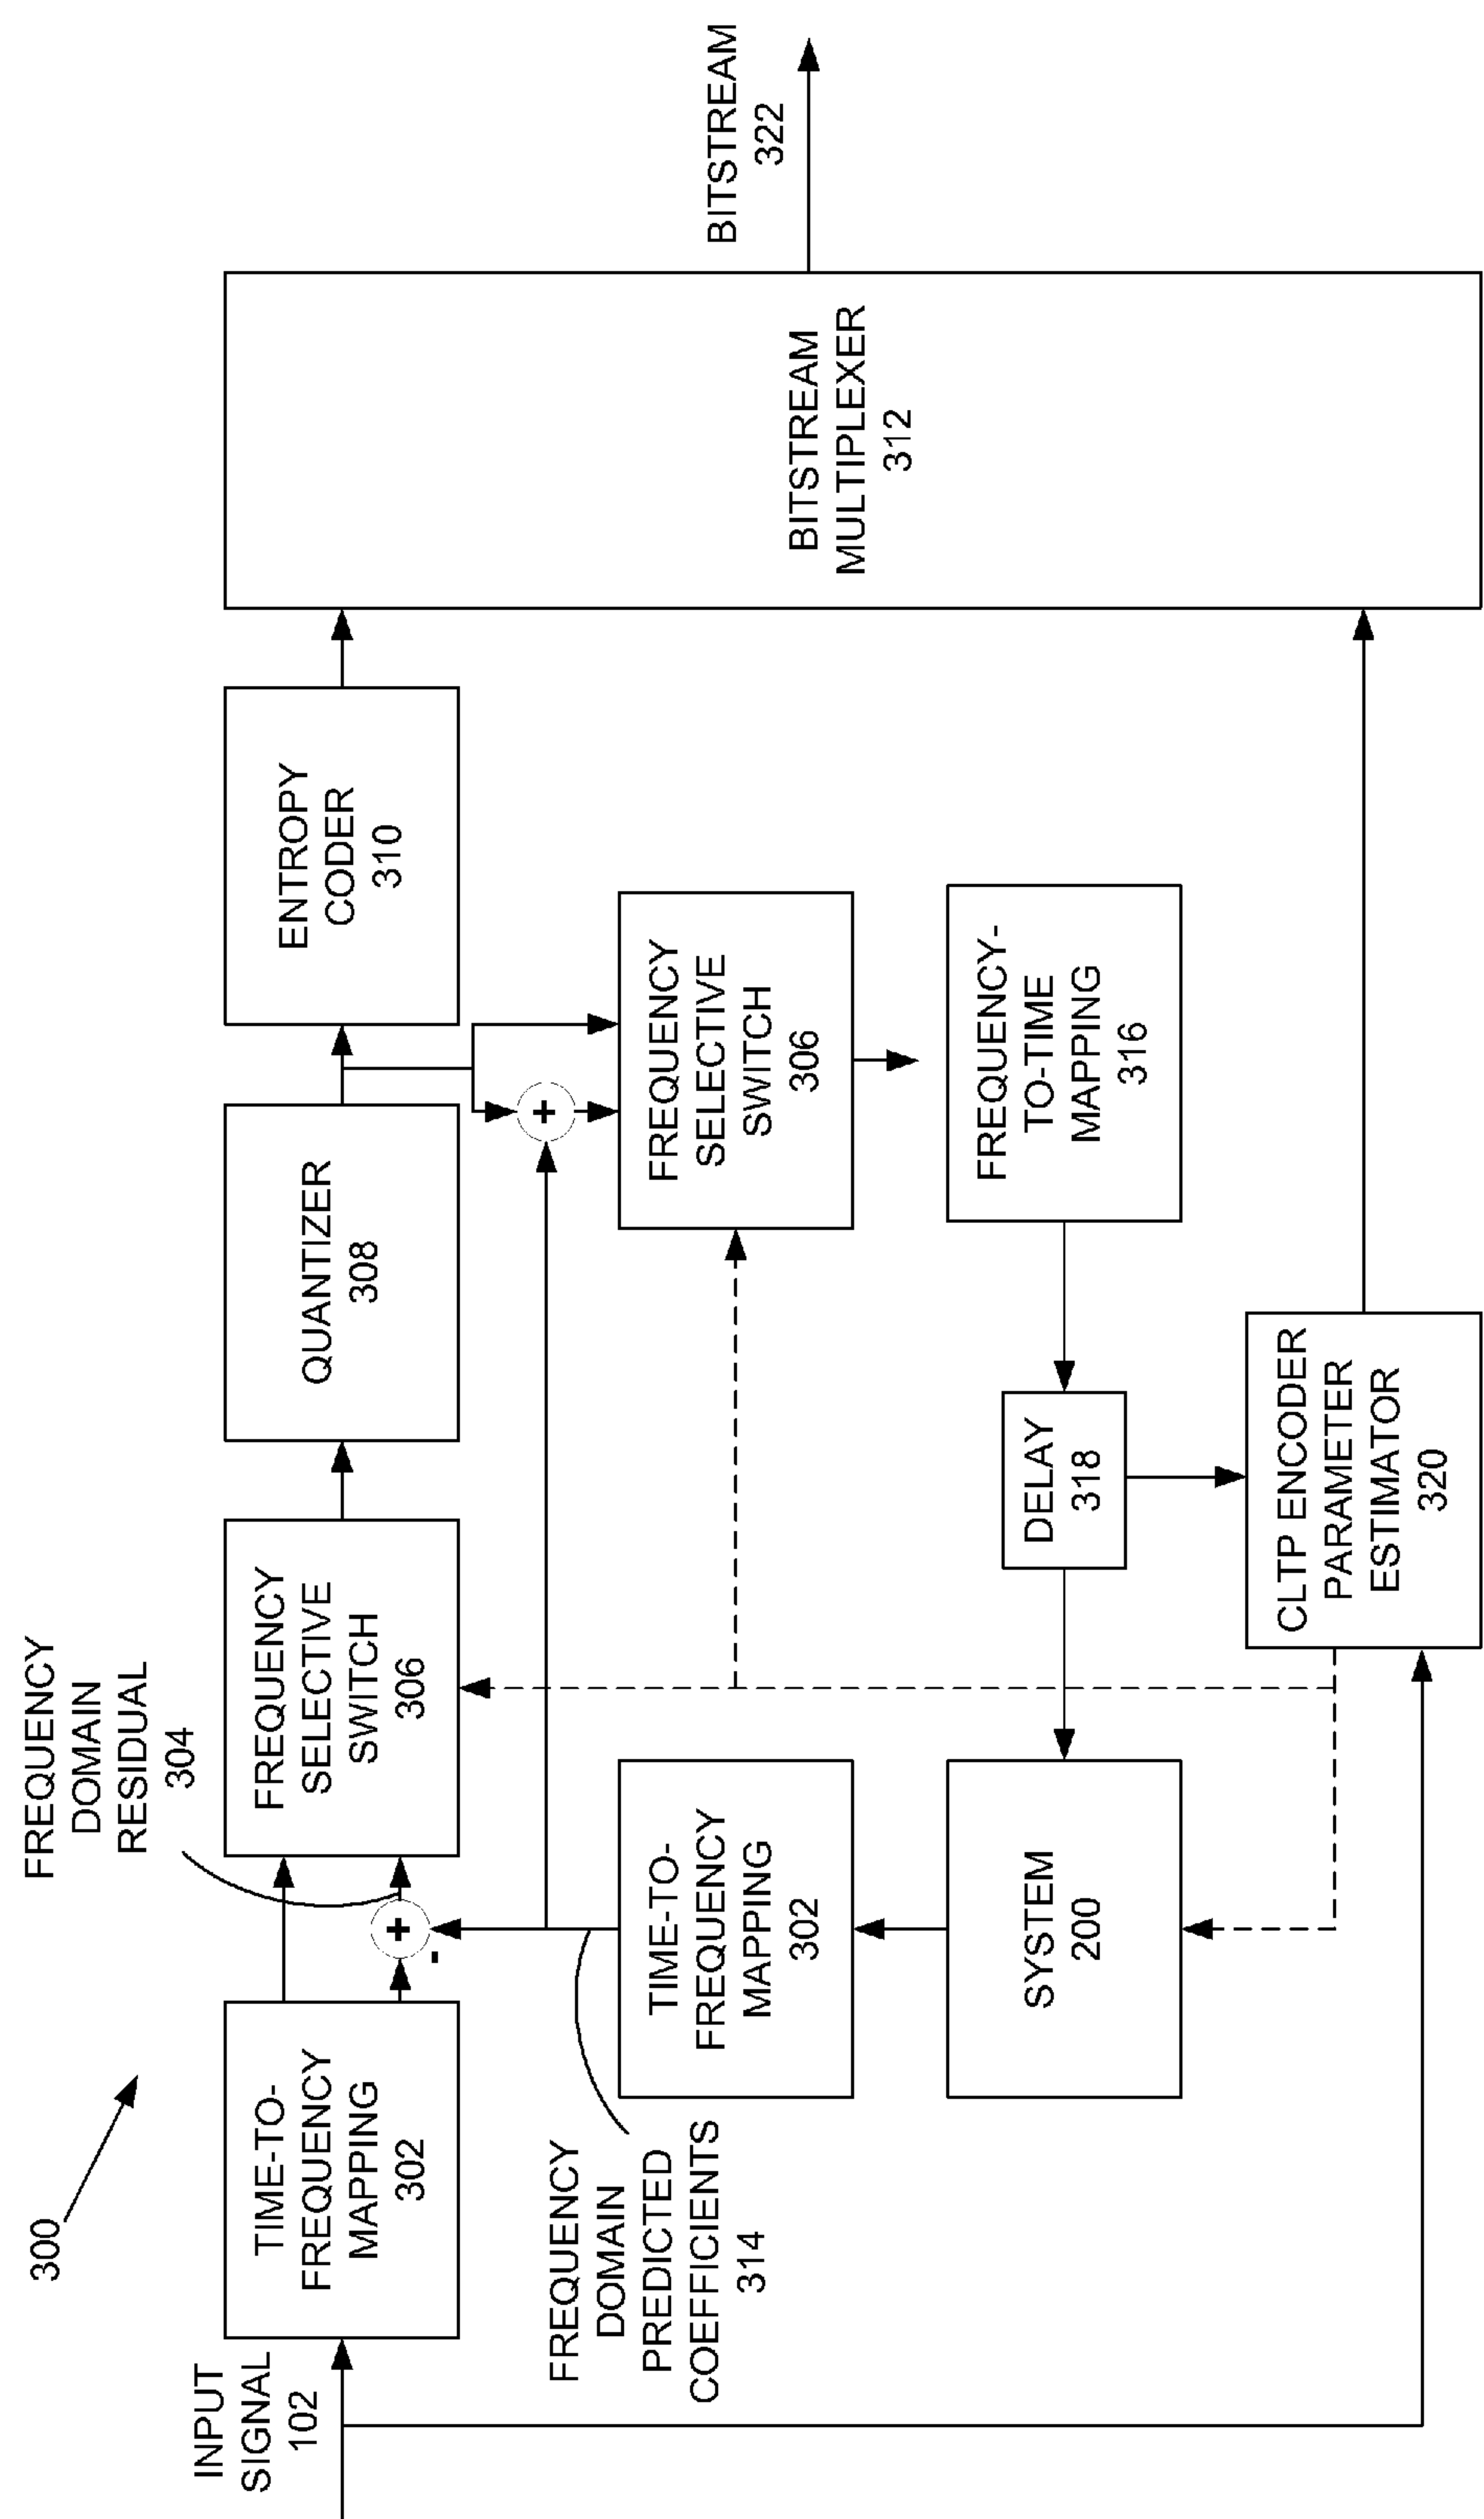 300
FREQUENCY
DOMAIN
RESIDUAL
304
INPUT
SIGNAL
102
TIME-TO-
FREQUENCY
MAPPING
302
+
-
FREQUENCY
SELECTIVE
SWITCH
306
QUANTIZER
308
ENTROPY
CODER
310
BITSTREAM
MULTIPLEXER
312
BITSTREAM
322
FREQUENCY
DOMAIN
PREDICTED
COEFFICIENTS
314
TIME-TO-
FREQUENCY
MAPPING
302
+
FREQUENCY
SELECTIVE
SWITCH
306
SYSTEM
200
DELAY
318
FREQUENCY-
TO-TIME
MAPPING
316
CLTP ENCODER
PARAMETER
ESTIMATOR
320